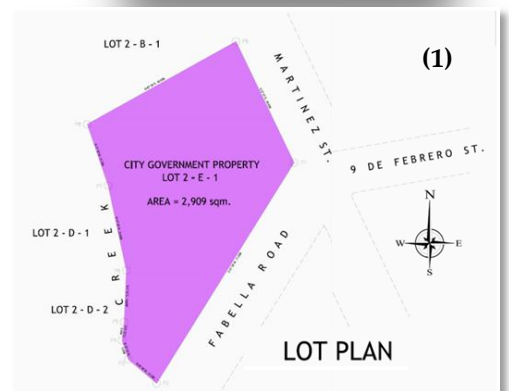 (1)
LOT 2 - B - 1
MARTINEZ ST.
9 DE FEBRERO ST.
CITY GOVERNMENT PROPERTY
LOT 2 - E - 1
AREA = 2,909 sqm.
CREEK
LOT 2 - D - 1
LOT 2 - D - 2
FABELLA ROAD
N
W
E
S
LOT PLAN